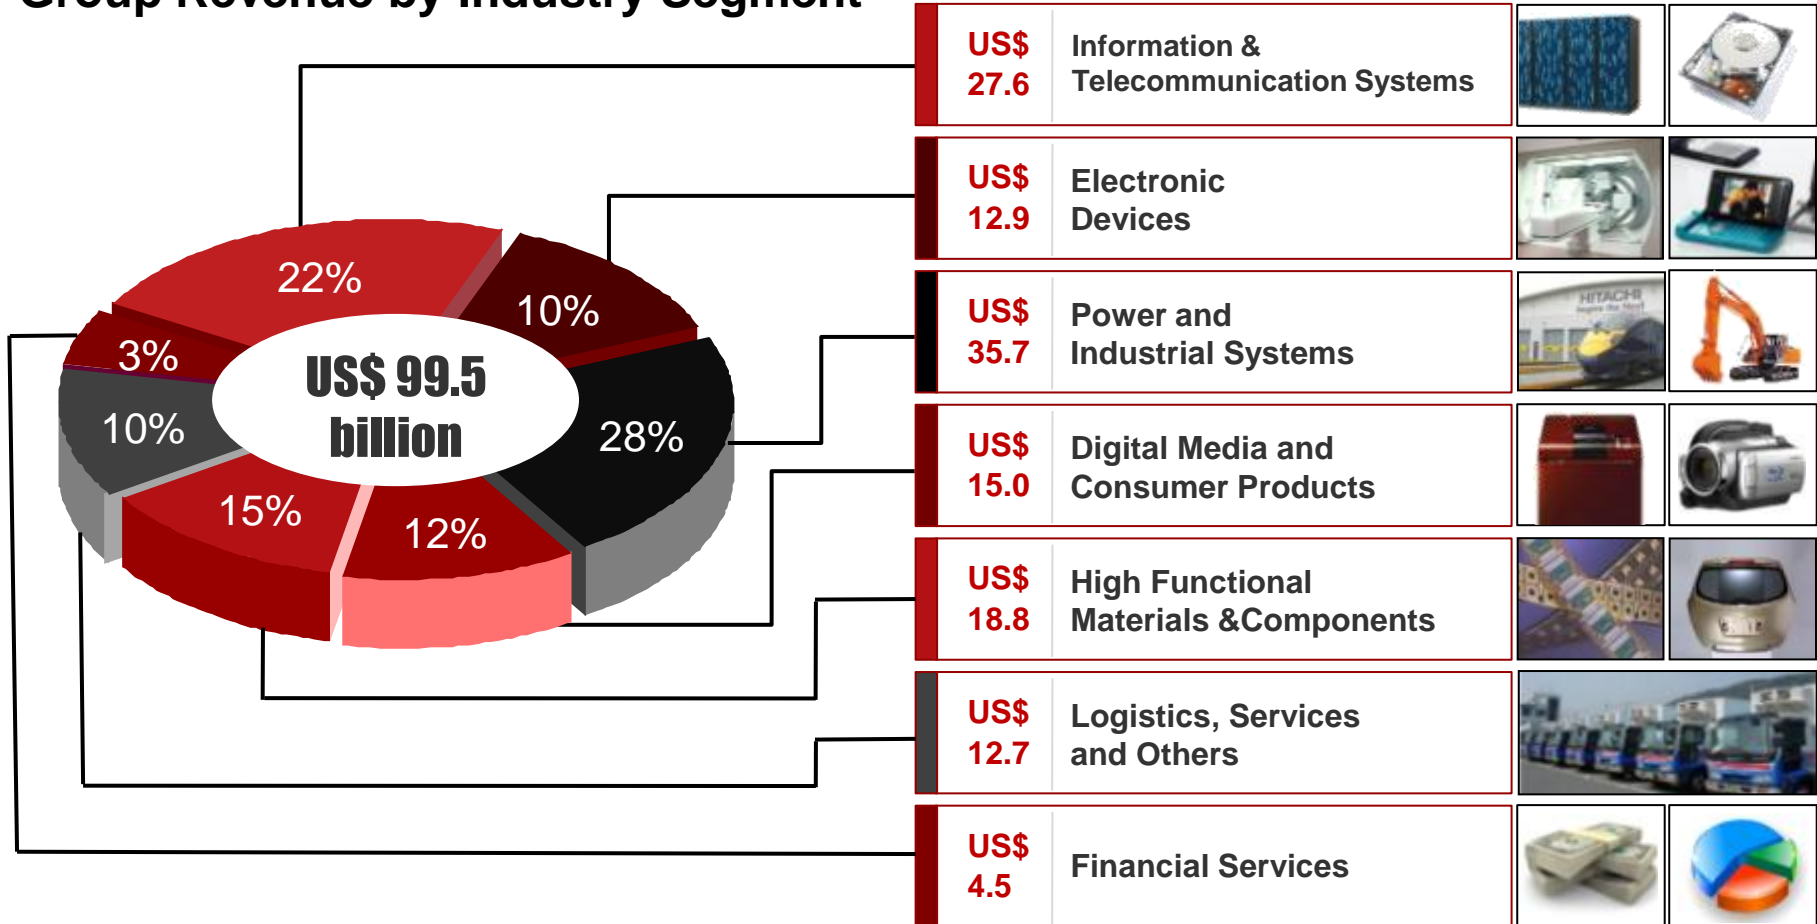 Group Revenue by Industry Segment
US$
27.6
Information &
Telecommunication Systems
US$
12.9
Electronic
Devices
US$
35.7
Power and
Industrial Systems
HITACHI
US$
15.0
Digital Media and
Consumer Products
US$
18.8
High Functional
Materials &Components
US$
12.7
Logistics, Services
and Others
US$
4.5
Financial Services
22%
10%
3%
US$ 99.5
billion
10%
28%
15%
12%